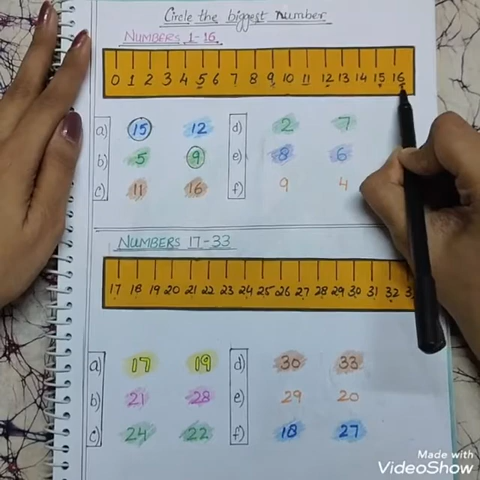 Circle the biggest Number
NUMBERS 1-16.
0 1 2 3 4 5 6 7 8 9 10 11 12 13 14 15 16
a) 15 12 d) 2 7
b) 5 9 e) 8 6
c) 11 16 f) 9 4
NUMBERS 17-33
17 18 19 20 21 22 23 24 25 26 27 28 29 30 31 32
a) 17 19 d) 30 33
b) 21 28 e) 29 20
c) 24 22 f) 18 27
Made with
VideoShow